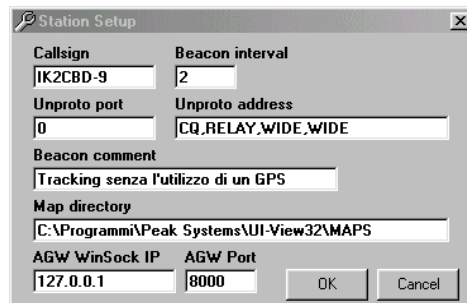 Station Setup
Callsign Beacon interval
IK2CBD-9 2
Unproto port Unproto address
0 CQ,RELAY,WIDE,WIDE
Beacon comment
Tracking senza l'utilizzo di un GPS
Map directory
C:\Programmi\Peak Systems\UI-View32\MAPS
AGW WinSock IP AGW Port
127.0.0.1 8000 OK Cancel